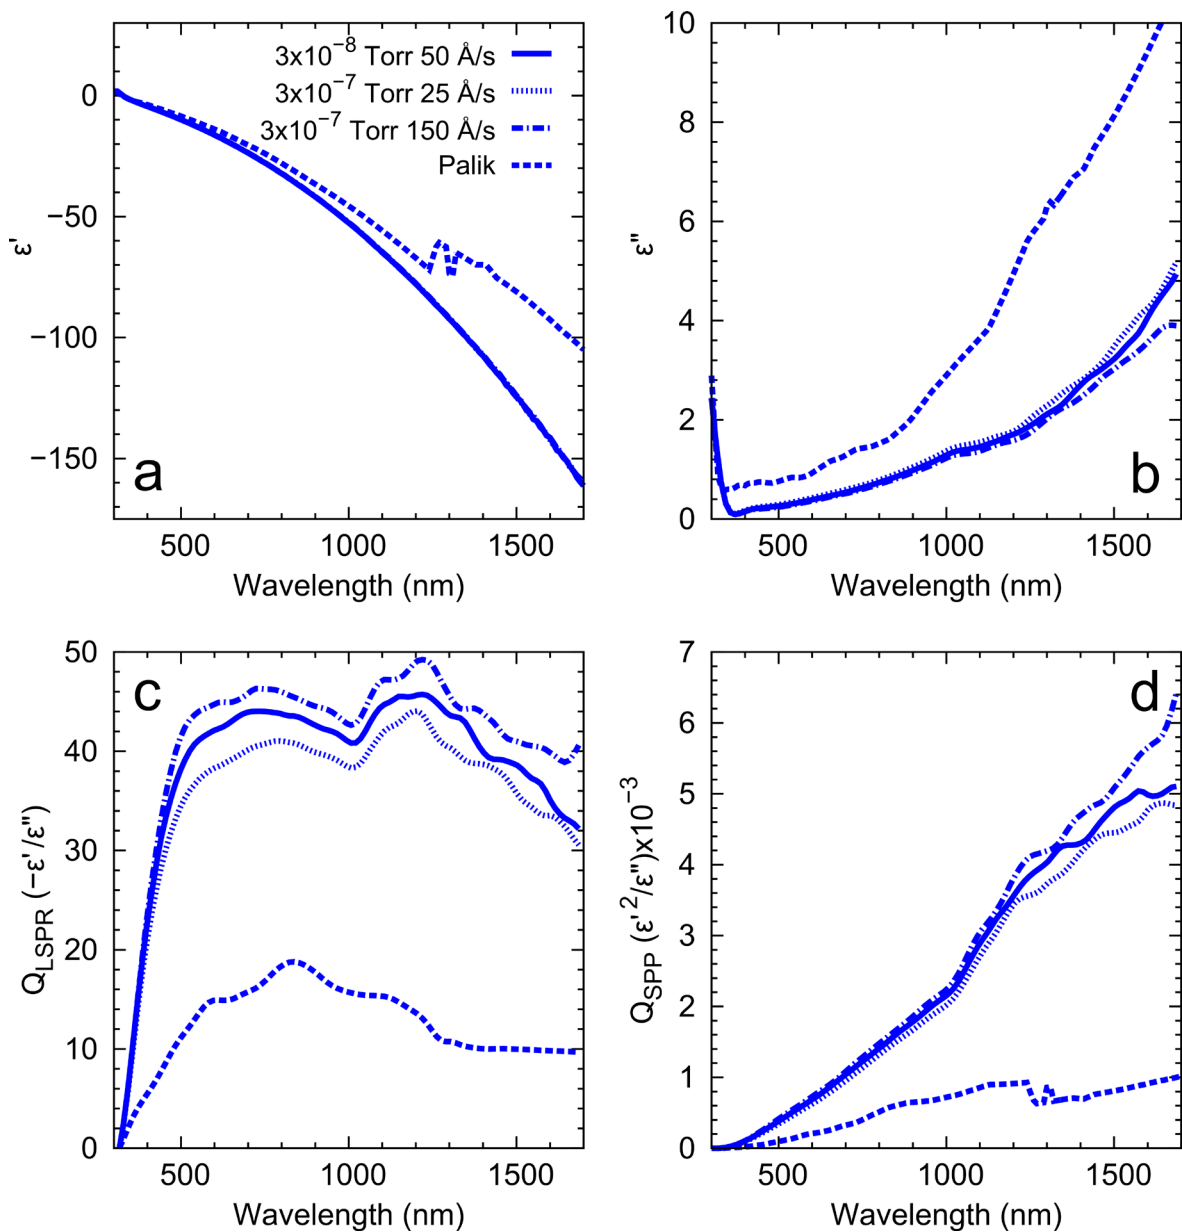 3x10⁻⁸ Torr 50 Å/s
3x10⁻⁷ Torr 25 Å/s
3x10⁻⁷ Torr 150 Å/s
Palik
0
−50
−100
−150
ε'
a
500 1000 1500
Wavelength (nm)
10
8
6
4
2
0
ε"
b
500 1000 1500
Wavelength (nm)
50
40
30
20
10
0
Q_LSPR (−ε'/ε")
c
500 1000 1500
Wavelength (nm)
7
6
5
4
3
2
1
0
Q_SPP (ε'²/ε")x10⁻³
d
500 1000 1500
Wavelength (nm)